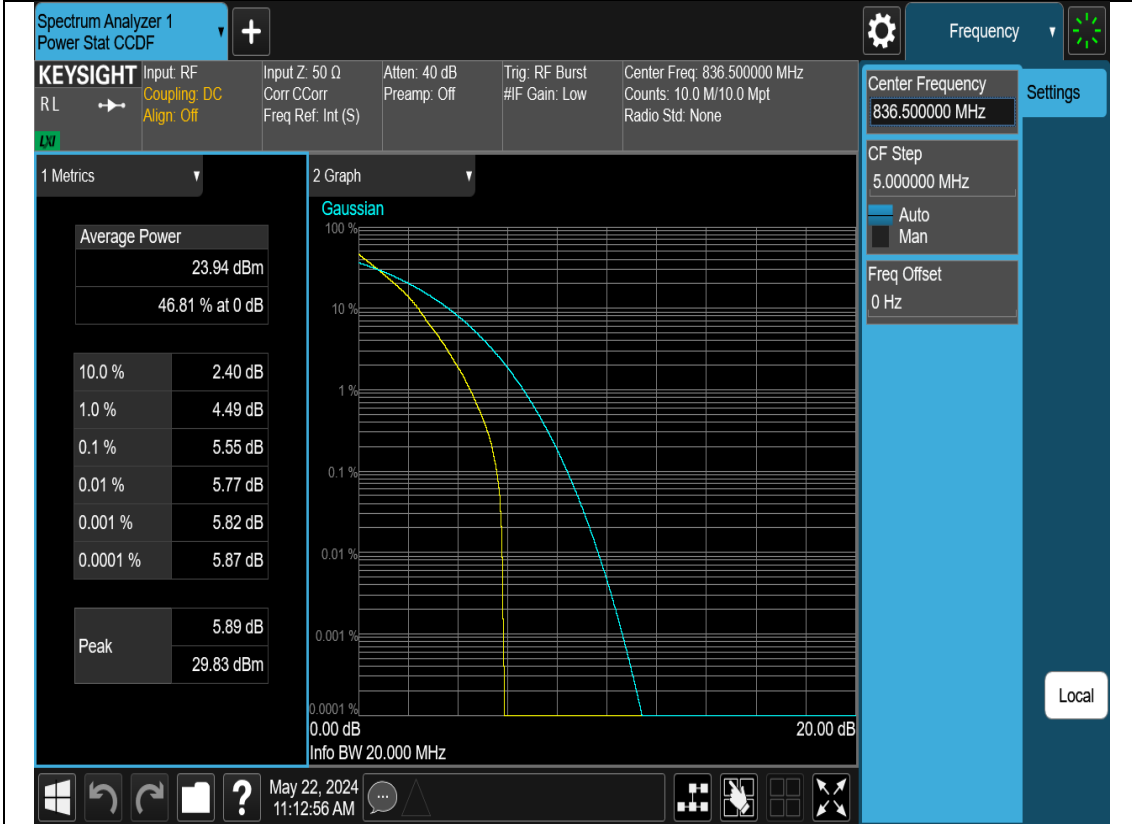 Spectrum Analyzer 1
Power Stat CCDF
Frequency
KEYSIGHT
RL
LXI
Input: RF
Coupling: DC
Align: Off
Input Z: 50 Ω
Corr CCorr
Freq Ref: Int (S)
Atten: 40 dB
Preamp: Off
Trig: RF Burst
#IF Gain: Low
Center Freq: 836.500000 MHz
Counts: 10.0 M/10.0 Mpt
Radio Std: None
Center Frequency
836.500000 MHz
Settings
CF Step
5.000000 MHz
Auto
Man
Freq Offset
0 Hz
1 Metrics
Average Power
23.94 dBm
46.81 % at 0 dB
10.0 % 2.40 dB
1.0 % 4.49 dB
0.1 % 5.55 dB
0.01 % 5.77 dB
0.001 % 5.82 dB
0.0001 % 5.87 dB
Peak
5.89 dB
29.83 dBm
2 Graph
Gaussian
100 %
10 %
1 %
0.1 %
0.01 %
0.001 %
0.0001 %
0.00 dB 20.00 dB
Info BW 20.000 MHz
Local
?
May 22, 2024
11:12:56 AM